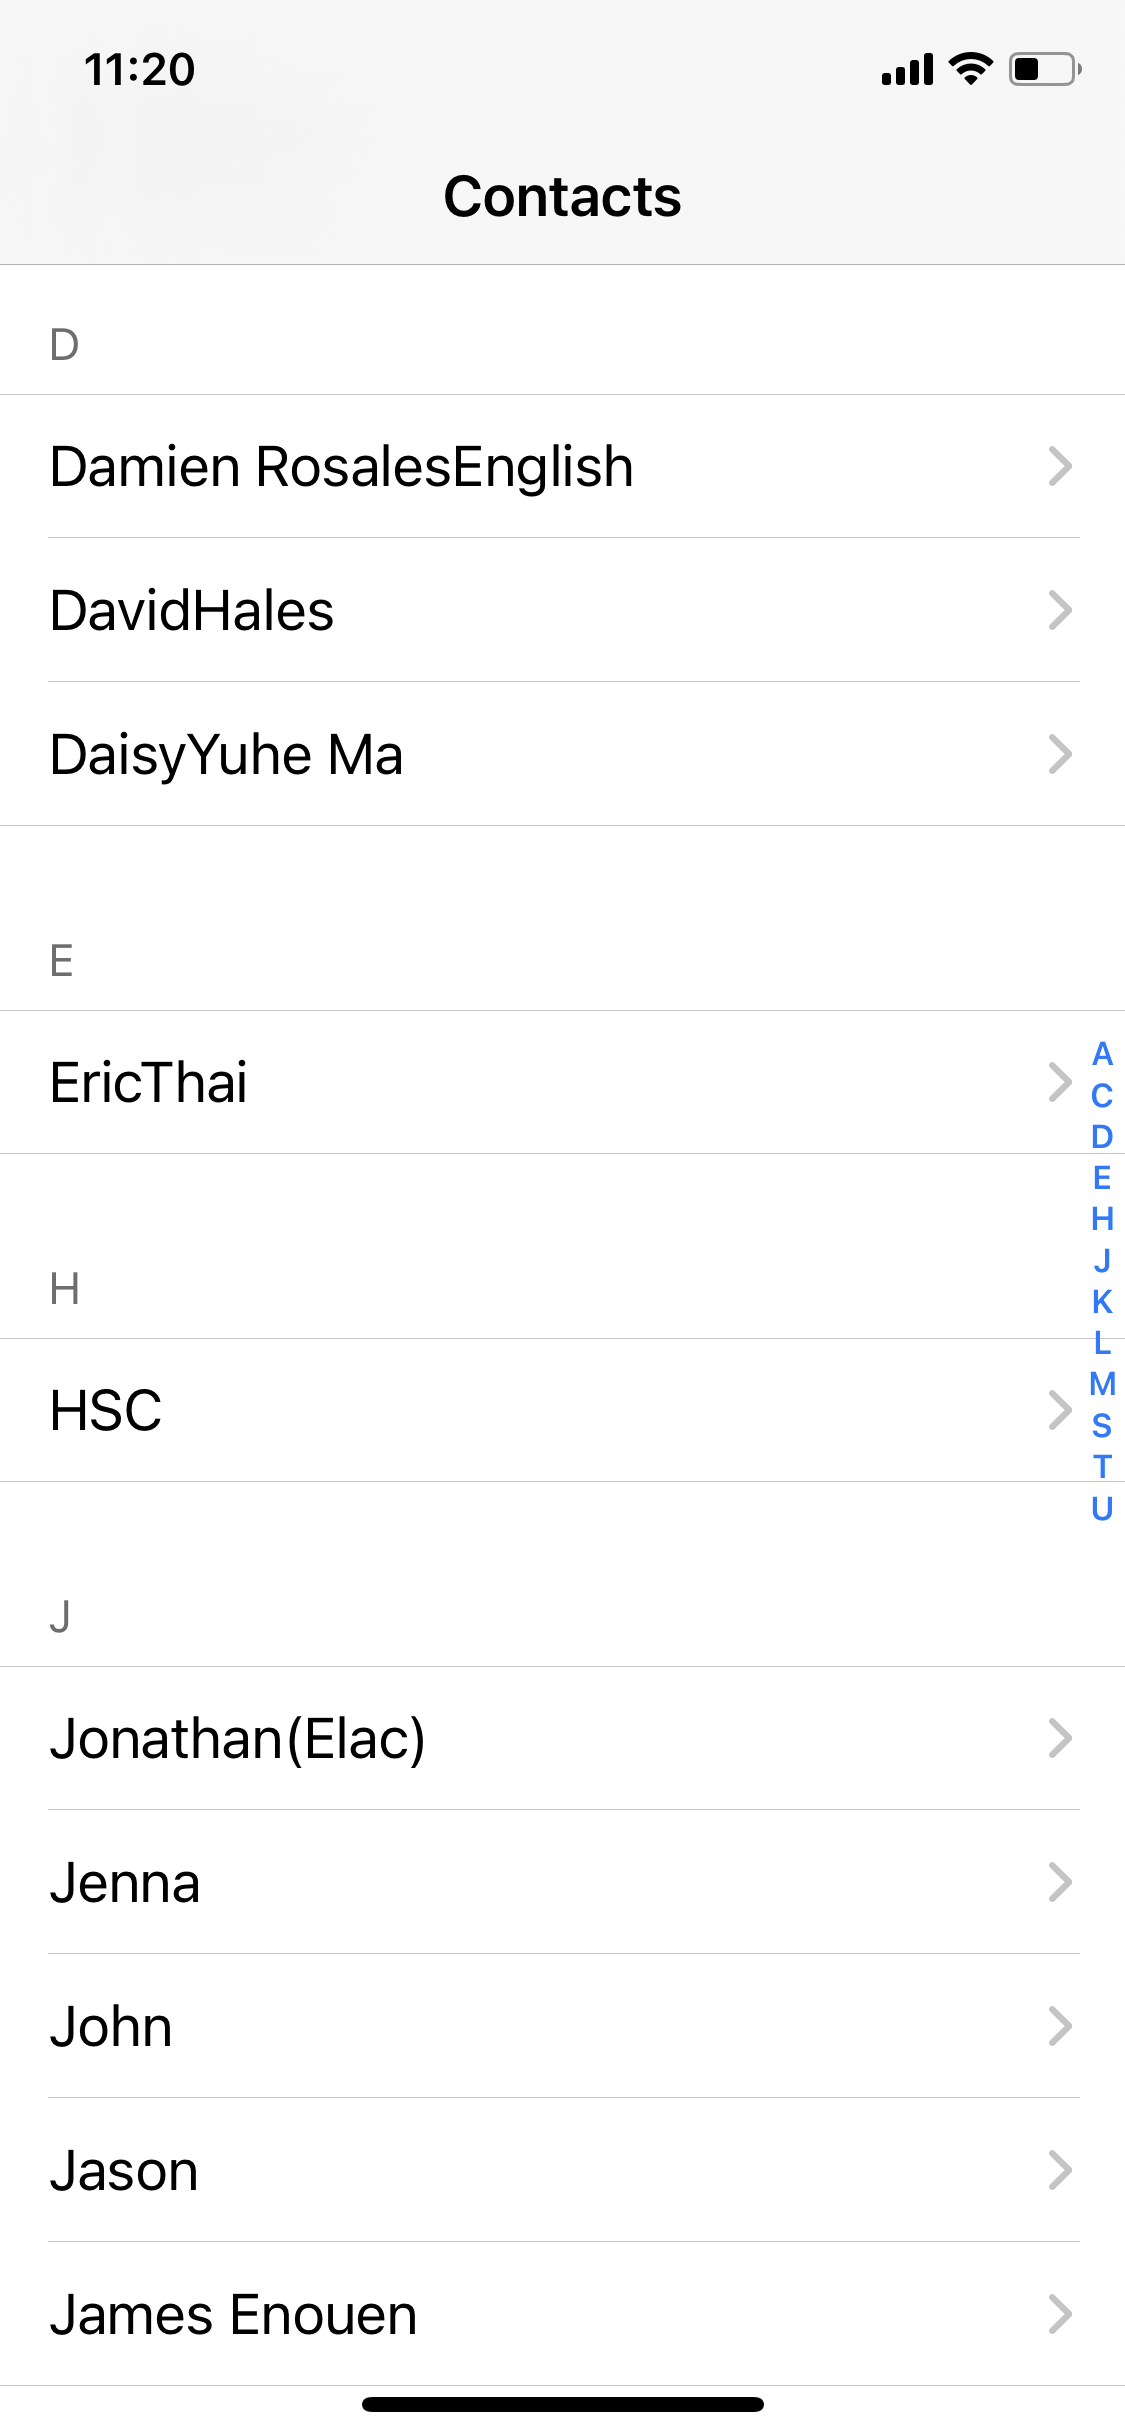 11:20
Contacts
D
Damien RosalesEnglish
DavidHales
DaisyYuhe Ma
E
EricThai
H
HSC
J
Jonathan(Elac)
Jenna
John
Jason
James Enouen
A
C
D
E
H
J
K
L
M
S
T
U